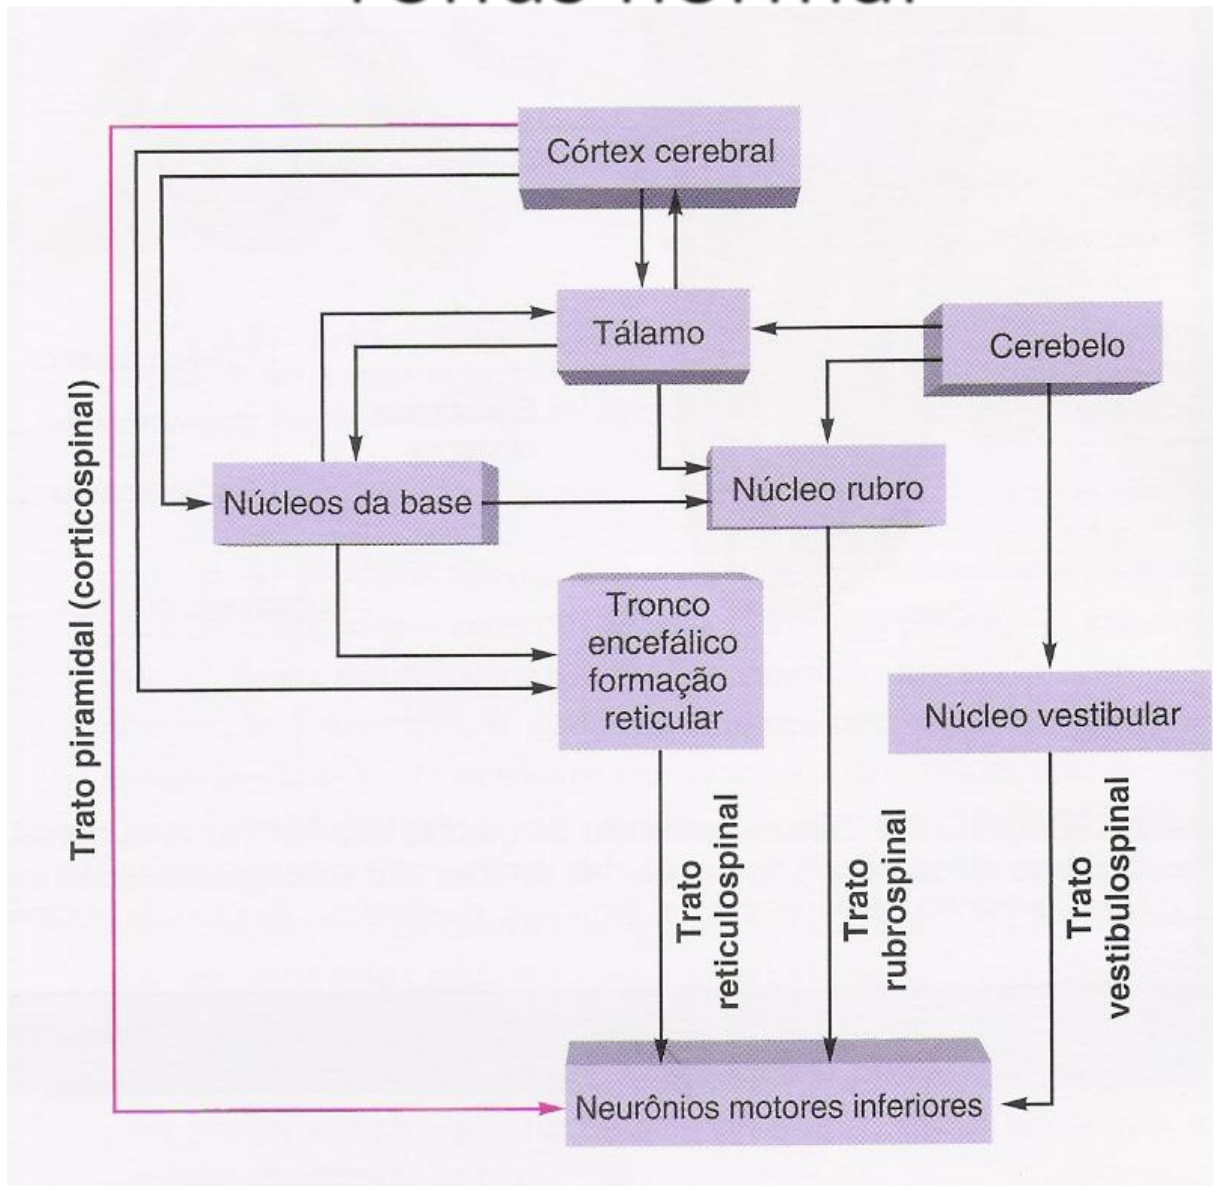 Córtex cerebral
Tálamo
Cerebelo
Núcleos da base
Núcleo rubro
Tronco
encefálico
formação
reticular
Núcleo vestibular
Trato piramidal (corticospinal)
Trato
reticulospinal
Trato
rubrospinal
Trato
vestibulospinal
Neurônios motores inferiores